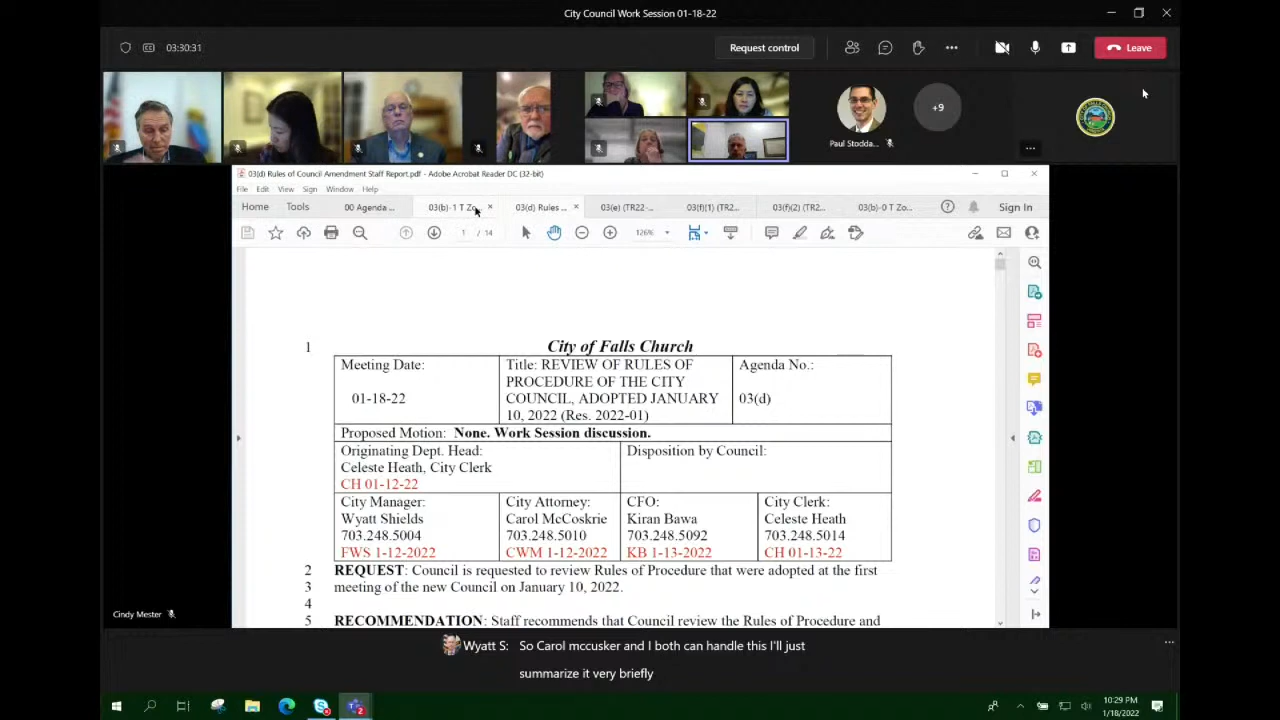 City Council Work Session 01-18-22
03:30:31
Request control
Leave
Paul Stodda...
+9
03(d) Rules of Council Amendment Staff Report.pdf - Adobe Acrobat Reader DC (32-bit)
File Edit View Sign Window Help
Home Tools 00 Agenda ... 03(b)-1 T Zo... 03(d) Rules ... 03(e) (TR22-... 03(f)(1) (TR2... 03(f)(2) (TR2... 03(b)-0 T Zo... Sign In
1 / 14 126%
1 City of Falls Church
Meeting Date:
01-18-22
Title: REVIEW OF RULES OF
PROCEDURE OF THE CITY
COUNCIL, ADOPTED JANUARY
10, 2022 (Res. 2022-01)
Agenda No.:
03(d)
Proposed Motion: None. Work Session discussion.
Originating Dept. Head:
Celeste Heath, City Clerk
CH 01-12-22
Disposition by Council:
City Manager:
Wyatt Shields
703.248.5004
FWS 1-12-2022
City Attorney:
Carol McCoskrie
703.248.5010
CWM 1-12-2022
CFO:
Kiran Bawa
703.248.5092
KB 1-13-2022
City Clerk:
Celeste Heath
703.248.5014
CH 01-13-22
2 REQUEST: Council is requested to review Rules of Procedure that were adopted at the first
3 meeting of the new Council on January 10, 2022.
4
5 RECOMMENDATION: Staff recommends that Council review the Rules of Procedure and
Cindy Mester
Wyatt S: So Carol mccusker and I both can handle this I'll just
summarize it very briefly
10:29 PM
1/18/2022